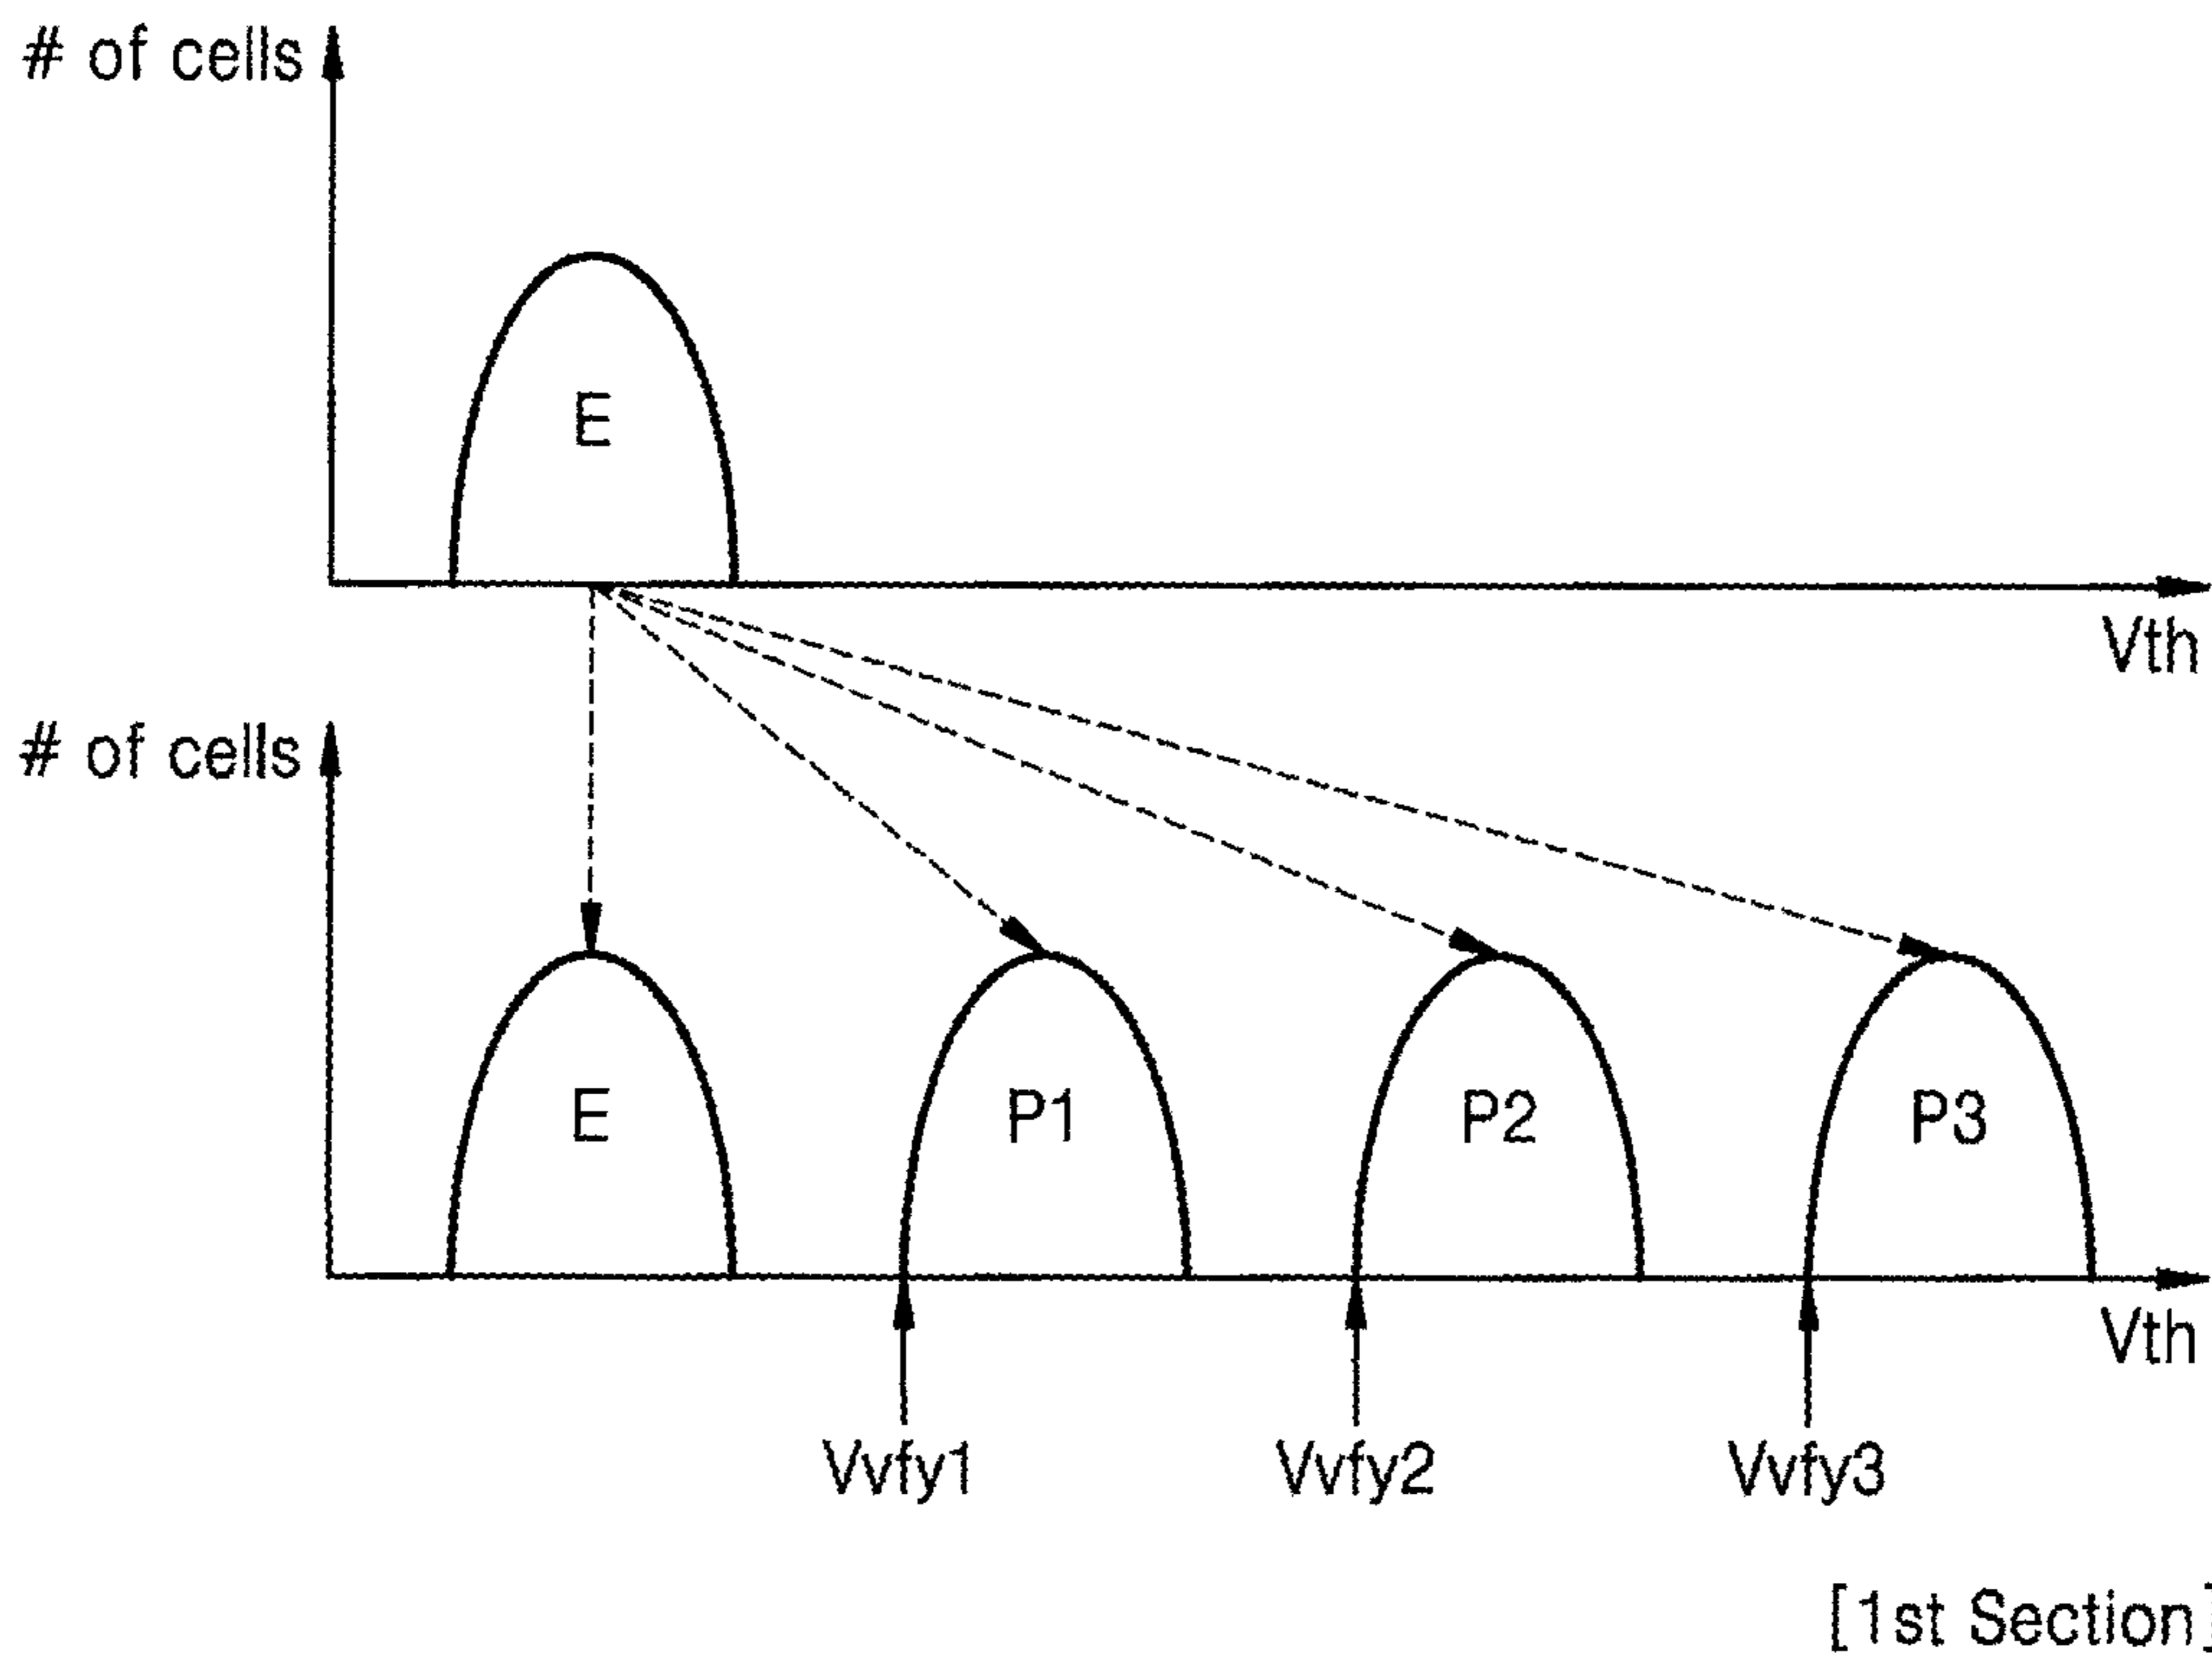 # of cells
E
Vth
# of cells
E P1 P2 P3
Vth
Vvfy1 Vvfy2 Vvfy3
[1st Section]